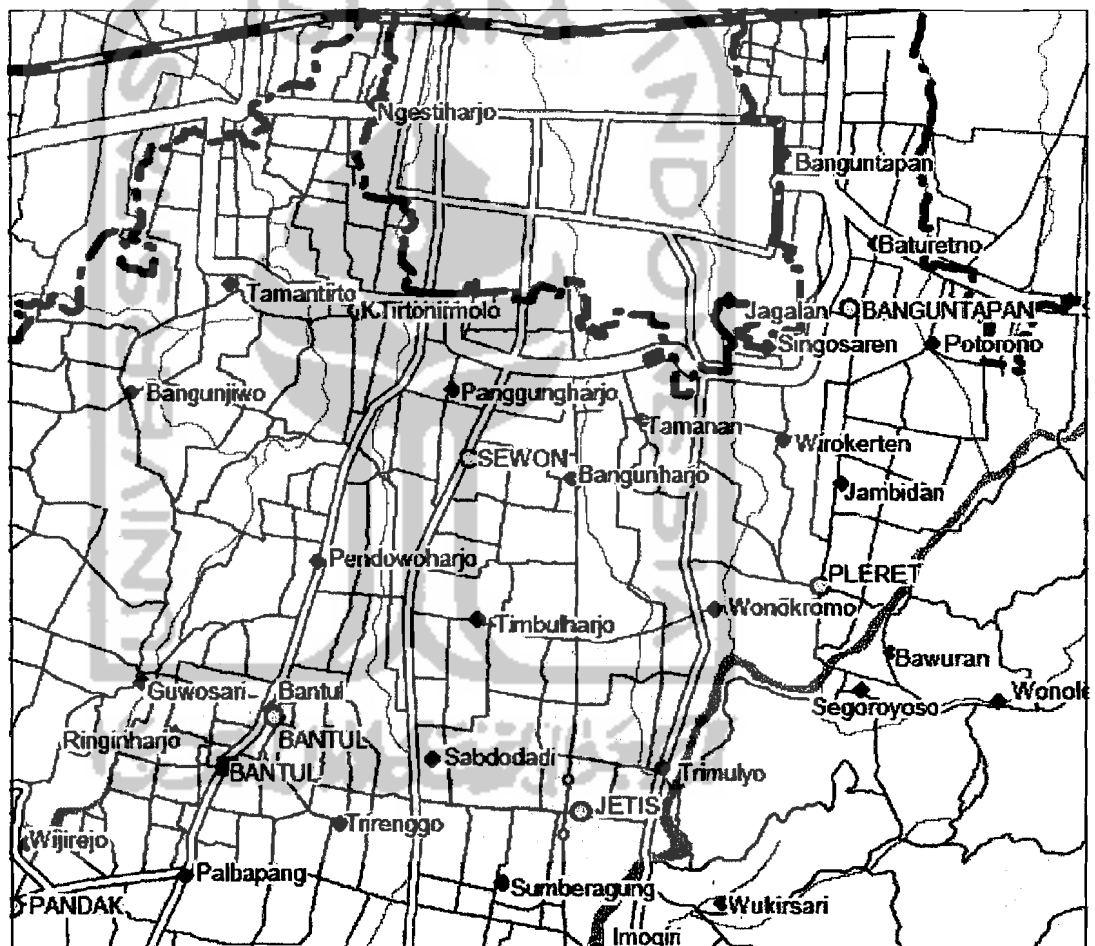 Ngestiharjo
Banguntapan
Baturetno
Tamantirto
K.Tirtonirmolo
Jagalan
BANGUNTAPAN
Singosaren
Potorono
Bangunjiwo
Panggungharjo
Tamanan
Wirokerten
SEWON
Bangunharjo
Jambidan
Pendowoharjo
PLERET
Wonokromo
Timbulharjo
Bawuran
Guwosari
Bantul
Segoroyoso
Wonole
Ringinharjo
BANTUL
BANTUL
Sabdodadi
Trimulyo
JETIS
Trirenggo
Wijirejo
Palbapang
Sumberagung
PANDAK
Wukirsari
Imogiri